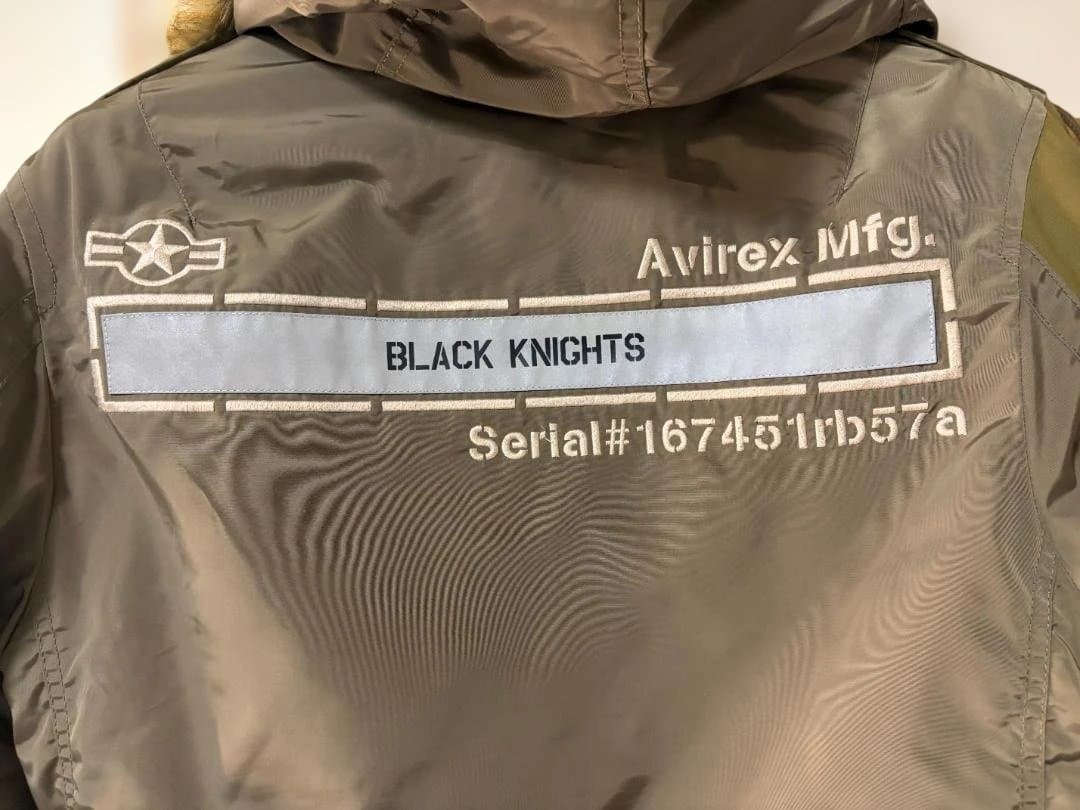 Avirex Mfg.
BLACK KNIGHTS
Serial#167451rb57a